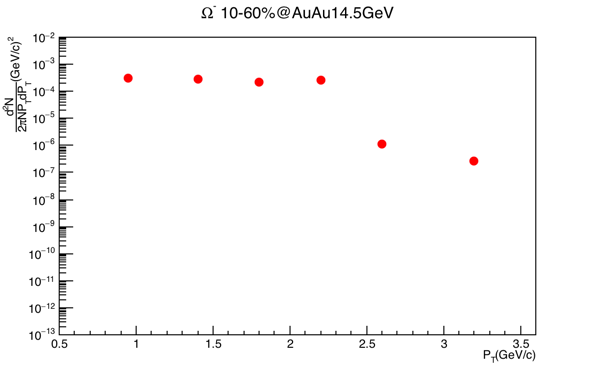 Ω⁻ 10-60%@AuAu14.5GeV
d²N
2πNP_TdP_T
(GeV/c)²
10⁻²
10⁻³
10⁻⁴
10⁻⁵
10⁻⁶
10⁻⁷
10⁻⁸
10⁻⁹
10⁻¹⁰
10⁻¹¹
10⁻¹²
10⁻¹³
0.5 1 1.5 2 2.5 3 3.5
P_T(GeV/c)